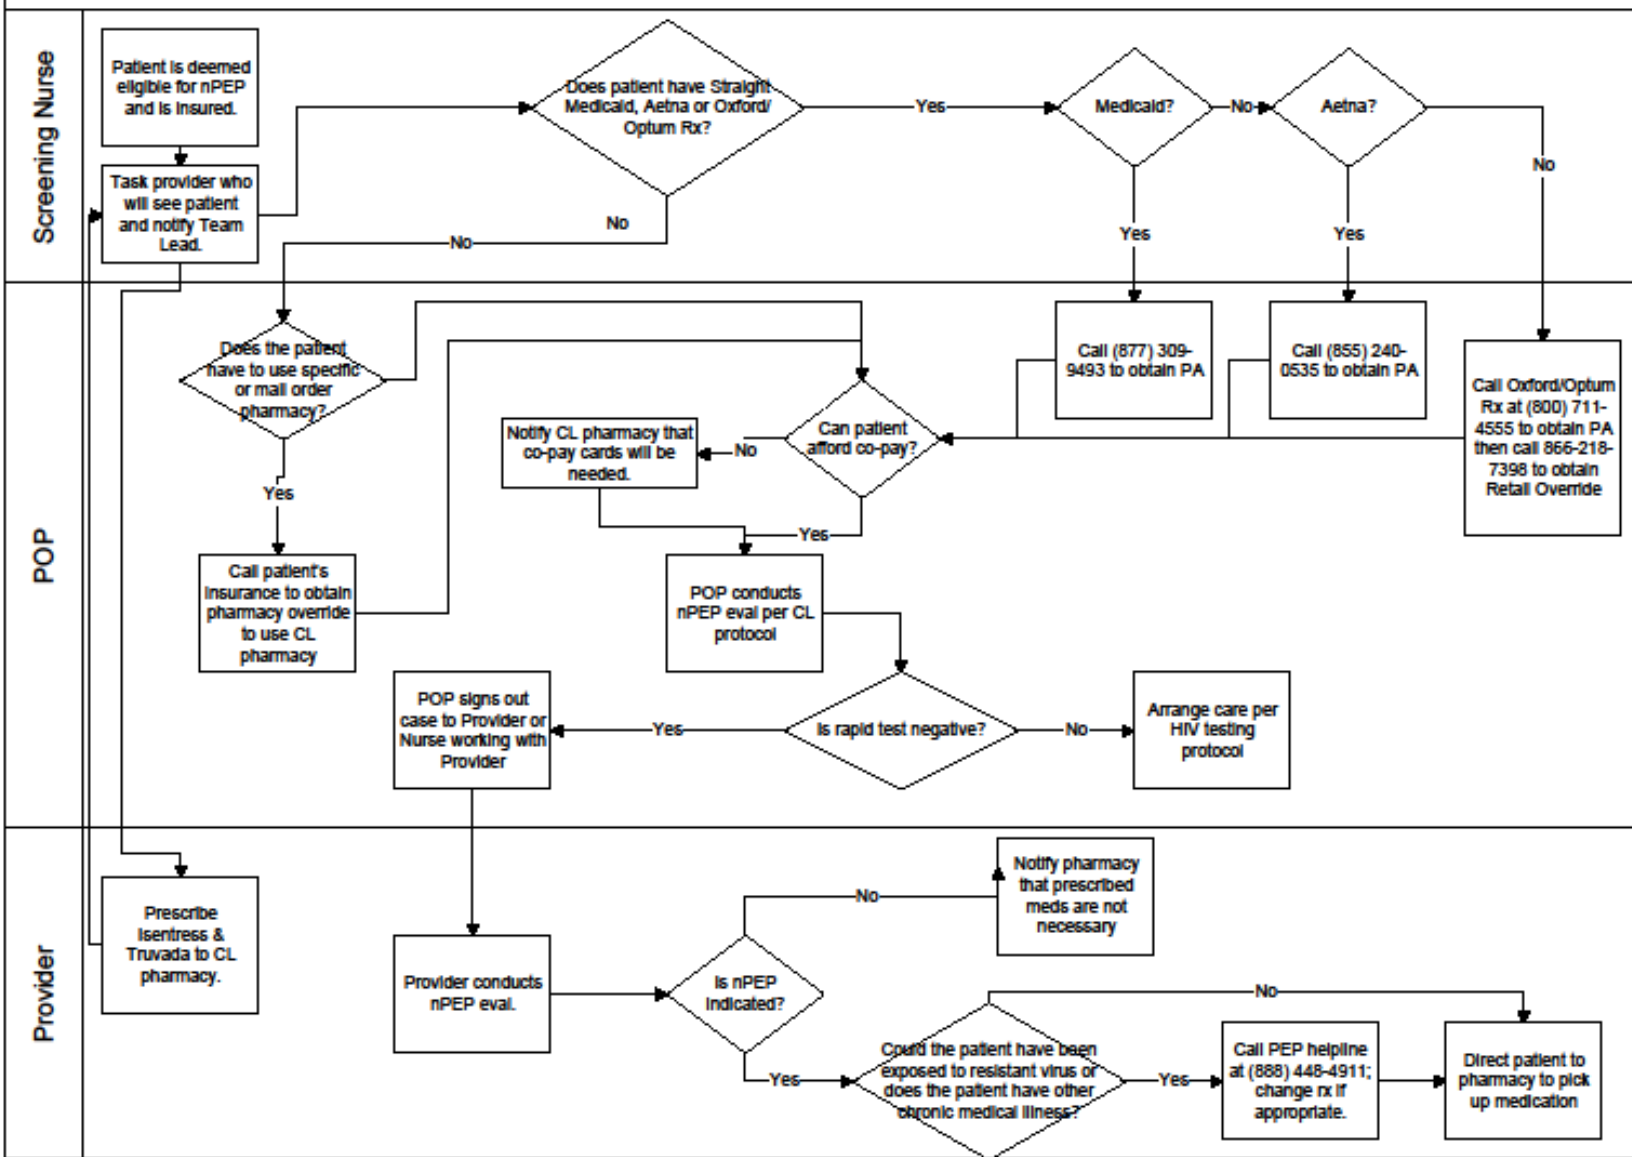 Screening Nurse
Patient is deemed
eligible for nPEP
and is insured.
Task provider who
will see patient
and notify Team
Lead.
Does patient have Straight
Medicaid, Aetna or Oxford/
Optum Rx?
Yes
Medicaid?
No
Aetna?
No
No
No
Yes
Yes
POP
Does the patient
have to use specific
or mail order
pharmacy?
Yes
Call patient's
insurance to obtain
pharmacy override
to use CL
pharmacy
Notify CL pharmacy that
co-pay cards will be
needed.
No
Can patient
afford co-pay?
Yes
Call (877) 309-
9493 to obtain PA
Call (855) 240-
0535 to obtain PA
Call Oxford/Optum
Rx at (800) 711-
4555 to obtain PA
then call 866-218-
7398 to obtain
Retail Override
POP conducts
nPEP eval per CL
protocol
POP signs out
case to Provider or
Nurse working with
Provider
Yes
Is rapid test negative?
No
Arrange care per
HIV testing
protocol
Provider
Prescribe
Isentress &
Truvada to CL
pharmacy.
Provider conducts
nPEP eval.
Is nPEP
indicated?
No
Notify pharmacy
that prescribed
meds are not
necessary
Yes
Could the patient have been
exposed to resistant virus or
does the patient have other
chronic medical illness?
No
Yes
Call PEP helpline
at (888) 448-4911;
change rx if
appropriate.
Direct patient to
pharmacy to pick
up medication